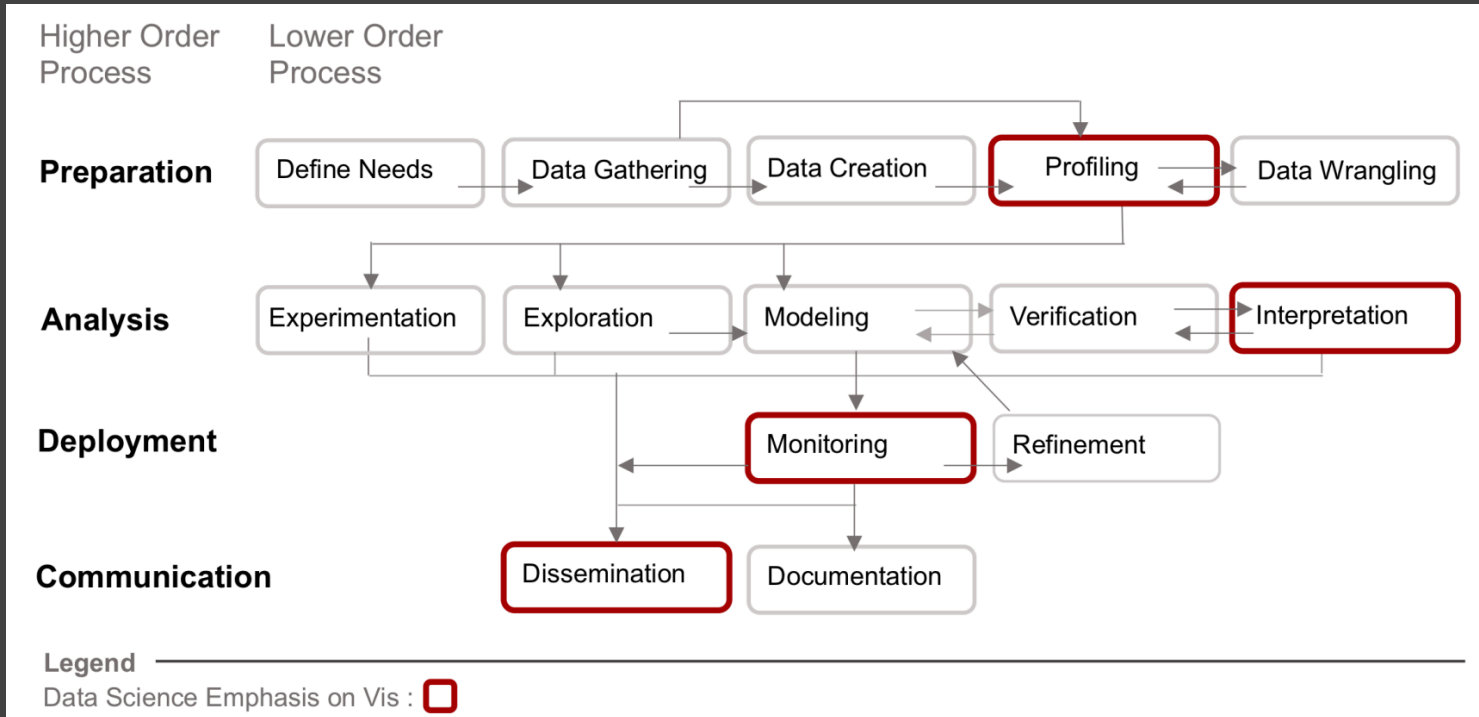 Higher Order
Process
Lower Order
Process
Preparation
Define Needs
Data Gathering
Data Creation
Profiling
Data Wrangling
Analysis
Experimentation
Exploration
Modeling
Verification
Interpretation
Deployment
Monitoring
Refinement
Communication
Dissemination
Documentation
Legend
Data Science Emphasis on Vis :